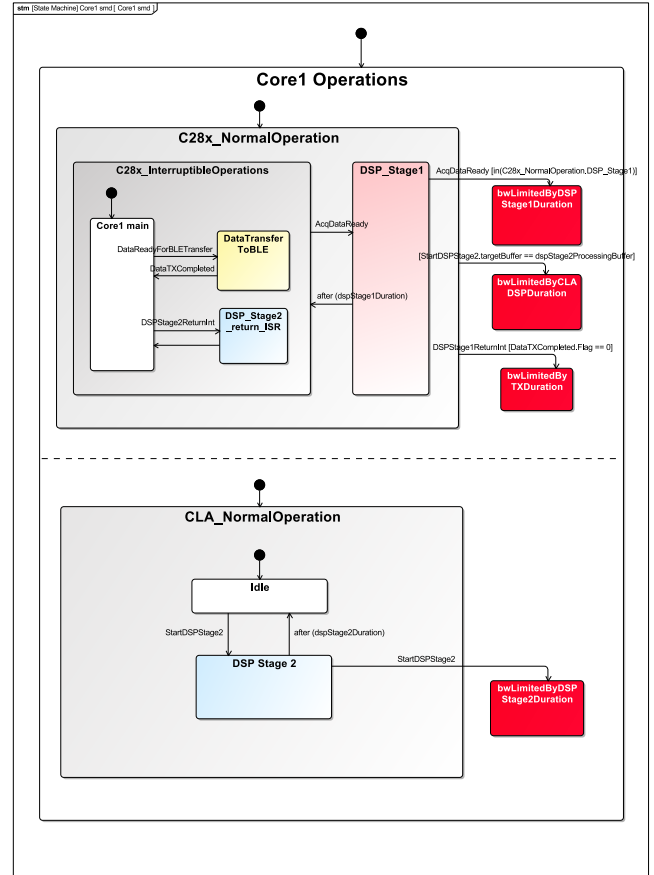 stm [State Machine] Core1 smd [ Core1 smd ]
Core1 Operations
C28x_NormalOperation
C28x_InterruptibleOperations
DSP_Stage1
AcqDataReady [in(C28x_NormalOperation,DSP_Stage1)]
bwLimitedByDSP
Stage1Duration
Core1 main
DataReadyForBLETransfer
DataTransfer
ToBLE
DataTXCompleted
AcqDataReady
[StartDSPStage2.targetBuffer == dspStage2ProcessingBuffer]
bwLimitedByCLA
DSPDuration
after (dspStage1Duration)
DSPStage2ReturnInt
DSP_Stage2
_return_ISR
DSPStage1ReturnInt [DataTXCompleted.Flag == 0]
bwLimitedBy
TXDuration
CLA_NormalOperation
Idle
StartDSPStage2
after (dspStage2Duration)
DSP Stage 2
StartDSPStage2
bwLimitedByDSP
Stage2Duration